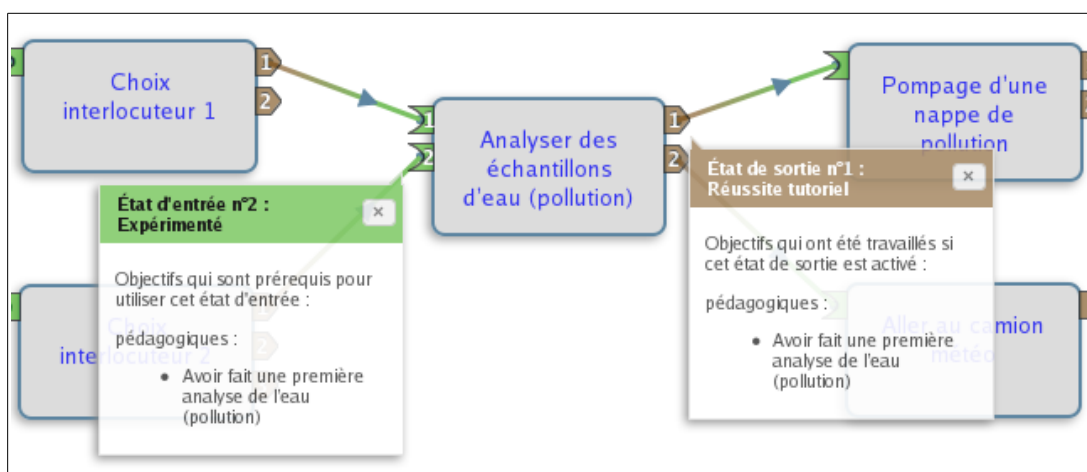 Choix
interlocuteur 1
1
2
1
2
Analyser des
échantillons
d'eau (pollution)
1
2
Pompage d'une
nappe de
pollution
État d'entrée n°2 :
Expérimenté
×
Objectifs qui sont prérequis pour
utiliser cet état d'entrée :
pédagogiques :
• Avoir fait une première
analyse de l'eau
(pollution)
Choix
interlocuteur 2
1
2
État de sortie n°1 :
Réussite tutoriel
×
Objectifs qui ont été travaillés si
cet état de sortie est activé :
pédagogiques :
• Avoir fait une première
analyse de l'eau
(pollution)
Aller au camion
météo